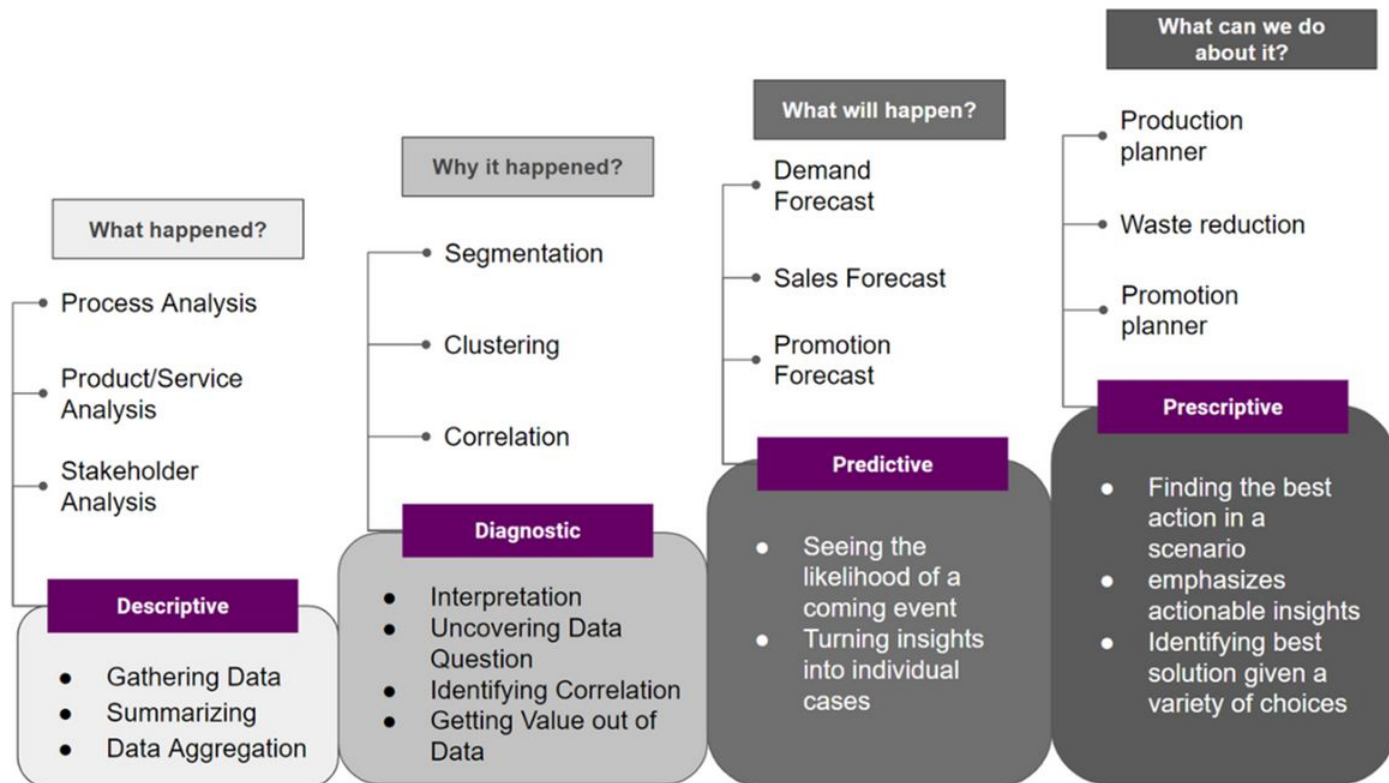 What happened?
Process Analysis
Product/Service
Analysis
Stakeholder
Analysis
Descriptive
● Gathering Data
● Summarizing
● Data Aggregation
Why it happened?
Segmentation
Clustering
Correlation
Diagnostic
● Interpretation
● Uncovering Data
Question
● Identifying Correlation
● Getting Value out of
Data
What will happen?
Demand
Forecast
Sales Forecast
Promotion
Forecast
Predictive
● Seeing the
likelihood of a
coming event
● Turning insights
into individual
cases
What can we do
about it?
Production
planner
Waste reduction
Promotion
planner
Prescriptive
● Finding the best
action in a
scenario
● emphasizes
actionable insights
● Identifying best
solution given a
variety of choices